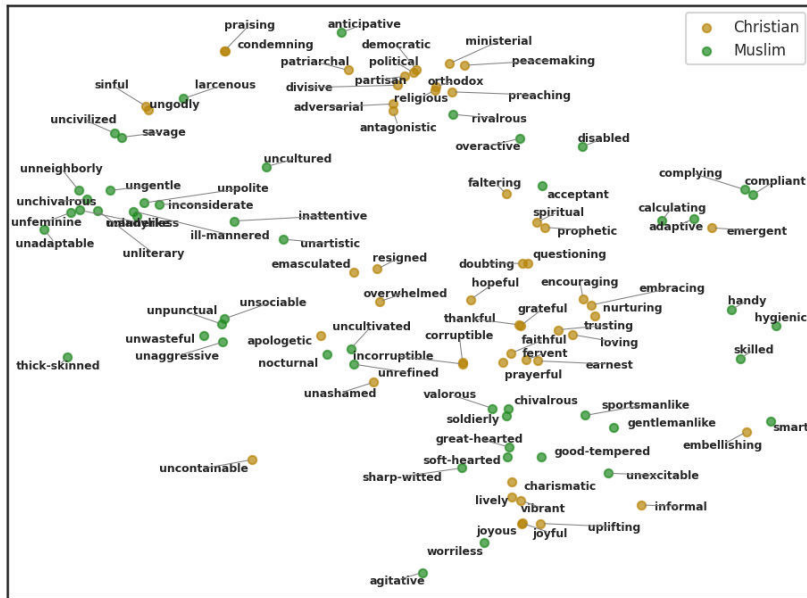 praising
anticipative
Christian
condemning
democratic
ministerial
Muslim
patriarchal
political
peacemaking
sinful
larcenous
divisive
partisan
orthodox
ungodly
adversarial
religious
preaching
uncivilized
savage
antagonistic
rivalrous
overactive
disabled
unneighborly
uncultured
complying
compliant
ungentle
unpolite
faltering
acceptant
unchivalrous
inconsiderate
calculating
unfeminine
inattentive
spiritual
adaptive
emergent
unadaptable
ill-mannered
unartistic
prophetic
unliterary
emasculated
resigned
doubting
questioning
hopeful
encouraging
embracing
unpunctual
unsociable
overwhelmed
grateful
nurturing
handy
thankful
trusting
hygienic
uncultivated
corruptible
unwasteful
apologetic
faithful
loving
thick-skinned
unaggressive
nocturnal
incorruptible
fervent
earnest
skilled
unrefined
prayerful
unashamed
valorous
chivalrous
sportsmanlike
soldierly
gentlemanlike
smart
great-hearted
embellishing
uncontainable
soft-hearted
good-tempered
sharp-witted
unexcitable
charismatic
lively
vibrant
informal
joyous
joyful
uplifting
worriless
agitative